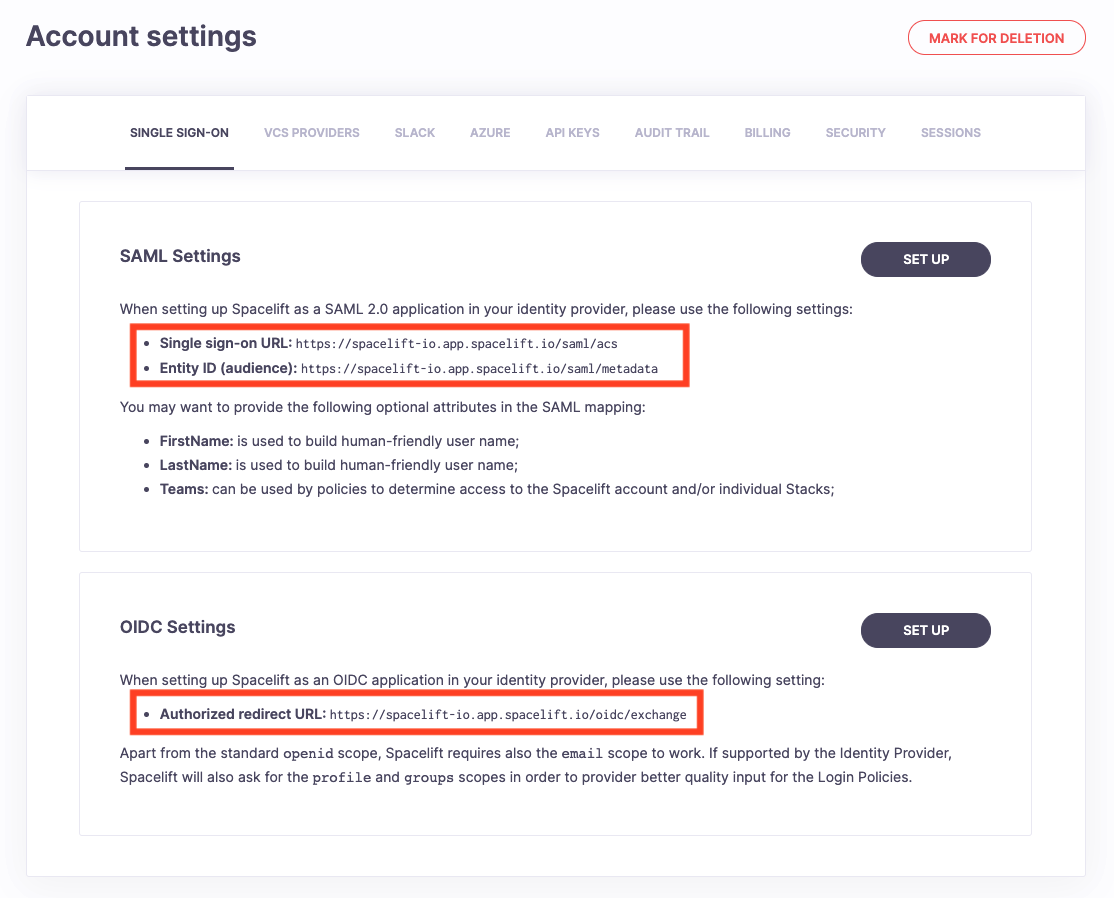 Account settings
MARK FOR DELETION
SINGLE SIGN-ON VCS PROVIDERS SLACK AZURE API KEYS AUDIT TRAIL BILLING SECURITY SESSIONS
SAML Settings
SET UP
When setting up Spacelift as a SAML 2.0 application in your identity provider, please use the following settings:
• Single sign-on URL: https://spacelift-io.app.spacelift.io/saml/acs
• Entity ID (audience): https://spacelift-io.app.spacelift.io/saml/metadata
You may want to provide the following optional attributes in the SAML mapping:
• FirstName: is used to build human-friendly user name;
• LastName: is used to build human-friendly user name;
• Teams: can be used by policies to determine access to the Spacelift account and/or individual Stacks;
OIDC Settings
SET UP
When setting up Spacelift as an OIDC application in your identity provider, please use the following setting:
• Authorized redirect URL: https://spacelift-io.app.spacelift.io/oidc/exchange
Apart from the standard openid scope, Spacelift requires also the email scope to work. If supported by the Identity Provider,
Spacelift will also ask for the profile and groups scopes in order to provider better quality input for the Login Policies.